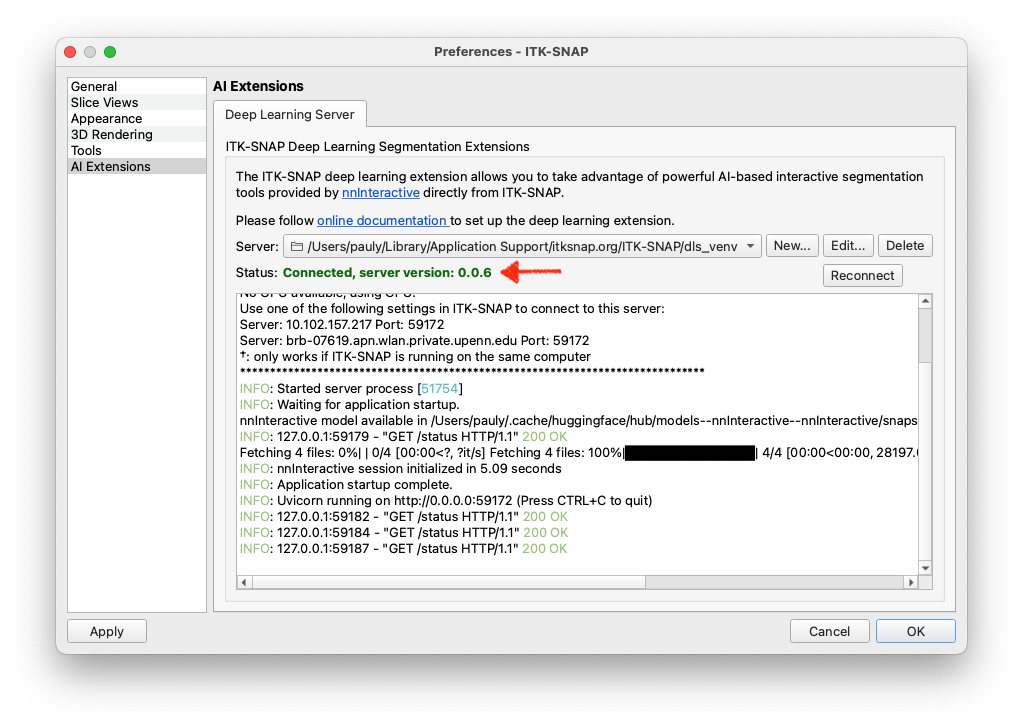 Preferences - ITK-SNAP
General
Slice Views
Appearance
3D Rendering
Tools
AI Extensions
AI Extensions
Deep Learning Server
ITK-SNAP Deep Learning Segmentation Extensions
The ITK-SNAP deep learning extension allows you to take advantage of powerful AI-based interactive segmentation
tools provided by nnInteractive directly from ITK-SNAP.
Please follow online documentation to set up the deep learning extension.
Server: /Users/pauly/Library/Application Support/itksnap.org/ITK-SNAP/dls_venv New... Edit... Delete
Status: Connected, server version: 0.0.6
Reconnect
No GPU available, using CPU.
Use one of the following settings in ITK-SNAP to connect to this server:
Server: 10.102.157.217 Port: 59172
Server: brb-07619.apn.wlan.private.upenn.edu Port: 59172
†: only works if ITK-SNAP is running on the same computer
******************************************************************************
INFO: Started server process [51754]
INFO: Waiting for application startup.
nnInteractive model available in /Users/pauly/.cache/huggingface/hub/models--nnInteractive--nnInteractive/snaps
INFO: 127.0.0.1:59179 - "GET /status HTTP/1.1" 200 OK
Fetching 4 files: 0%| | 0/4 [00:00<?, ?it/s] Fetching 4 files: 100%|██████████| 4/4 [00:00<00:00, 28197.0
INFO: nnInteractive session initialized in 5.09 seconds
INFO: Application startup complete.
INFO: Uvicorn running on http://0.0.0.0:59172 (Press CTRL+C to quit)
INFO: 127.0.0.1:59182 - "GET /status HTTP/1.1" 200 OK
INFO: 127.0.0.1:59184 - "GET /status HTTP/1.1" 200 OK
INFO: 127.0.0.1:59187 - "GET /status HTTP/1.1" 200 OK
Apply
Cancel
OK